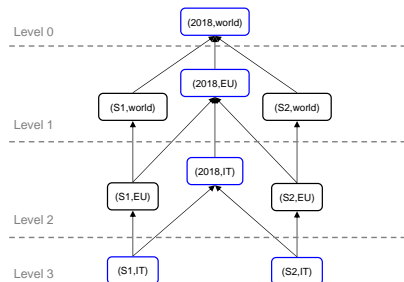 (2018,world)
Level 0
(2018,EU)
(S1,world)
(S2,world)
Level 1
(2018,IT)
(S1,EU)
(S2,EU)
Level 2
(S1,IT)
(S2,IT)
Level 3